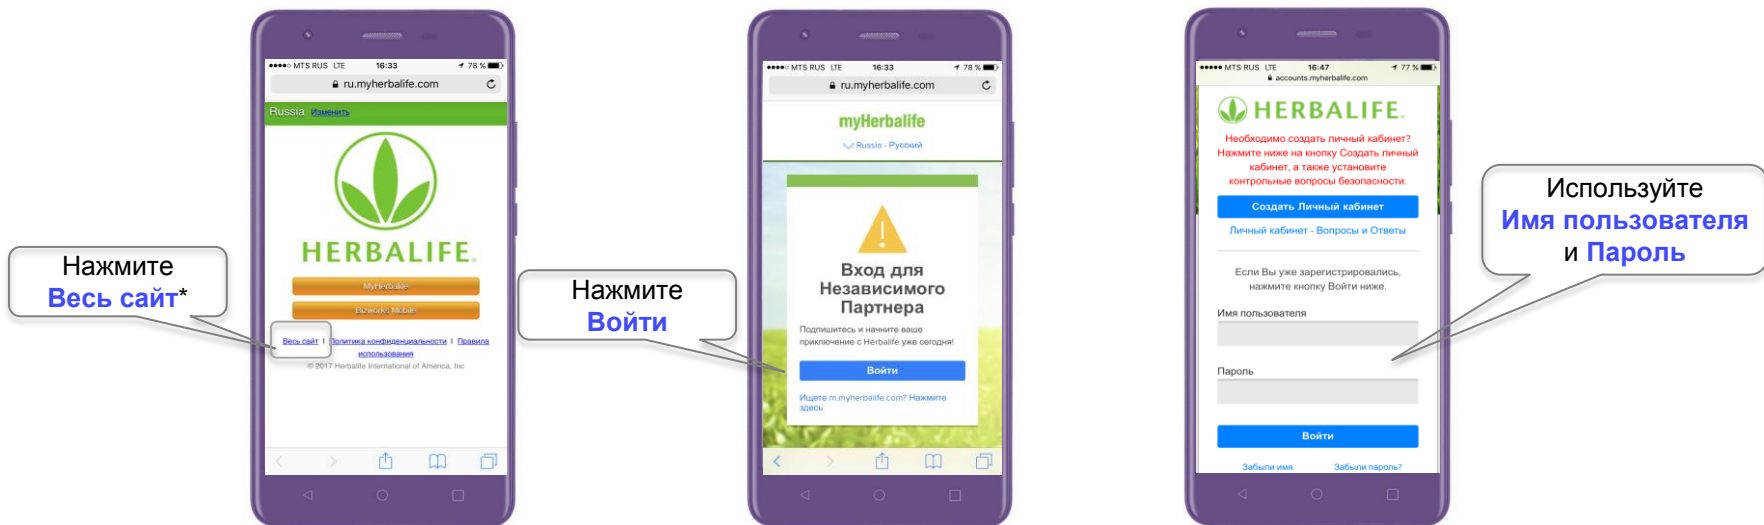 Нажмите
Весь сайт*
MTS RUS LTE 16:33 78 %
ru.myherbalife.com
Russia Изменить
HERBALIFE.
MyHerbalife
Bizworks Mobile
Весь сайт | Политика конфиденциальности | Правила
использования
© 2017 Herbalife International of America, Inc
Нажмите
Войти
MTS RUS LTE 16:33 78 %
ru.myherbalife.com
myHerbalife
Russia - Русский
Вход для
Независимого
Партнера
Подпишитесь и начните ваше
приключение с Herbalife уже сегодня!
Войти
Ищете m.myherbalife.com? Нажмите
здесь
MTS RUS LTE 16:47 77 %
accounts.myherbalife.com
HERBALIFE.
Необходимо создать личный кабинет?
Нажмите ниже на кнопку Создать личный
кабинет, а также установите
контрольные вопросы безопасности.
Создать Личный кабинет
Личный кабинет - Вопросы и Ответы
Если Вы уже зарегистрировались,
нажмите кнопку Войти ниже.
Имя пользователя
Пароль
Войти
Забыли имя Забыли пароль?
Используйте
Имя пользователя
и Пароль